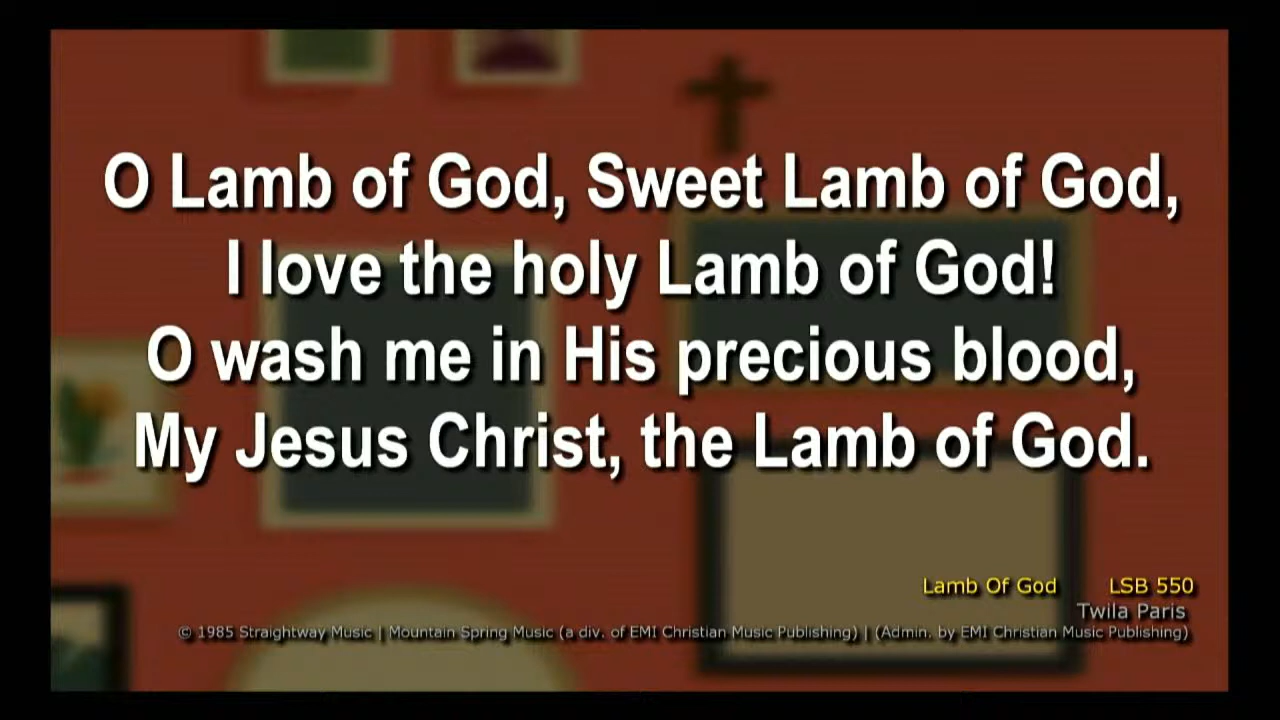 O Lamb of God, Sweet Lamb of God,
I love the holy Lamb of God!
O wash me in His precious blood,
My Jesus Christ, the Lamb of God.
Lamb Of God LSB 550
Twila Paris
© 1985 Straightway Music | Mountain Spring Music (a div. of EMI Christian Music Publishing) | (Admin. by EMI Christian Music Publishing)